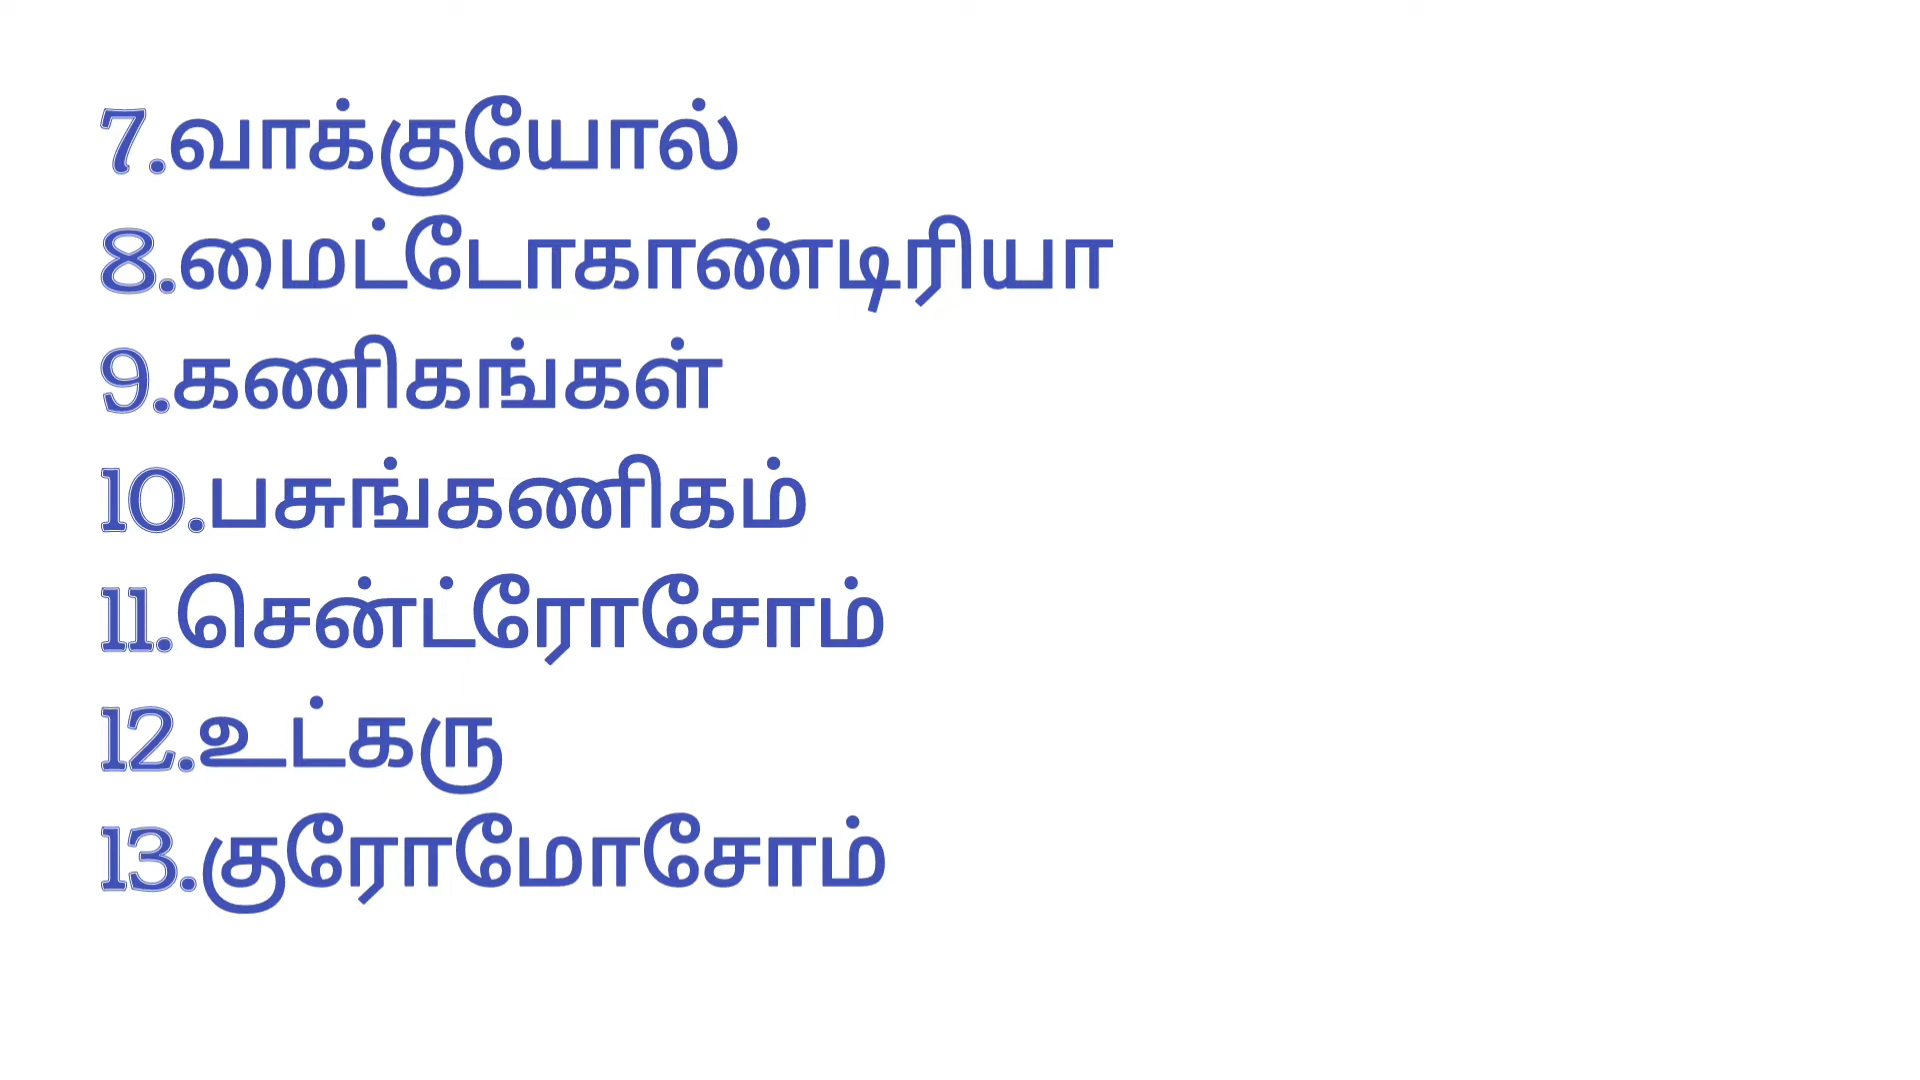 7.வாக்குயோல்
8.மைட்டோகாண்டிரியா
9.கணிகங்கள்
10.பசுங்கணிகம்
11.சென்ட்ரோசோம்
12.உட்கரு
13.குரோமோசோம்